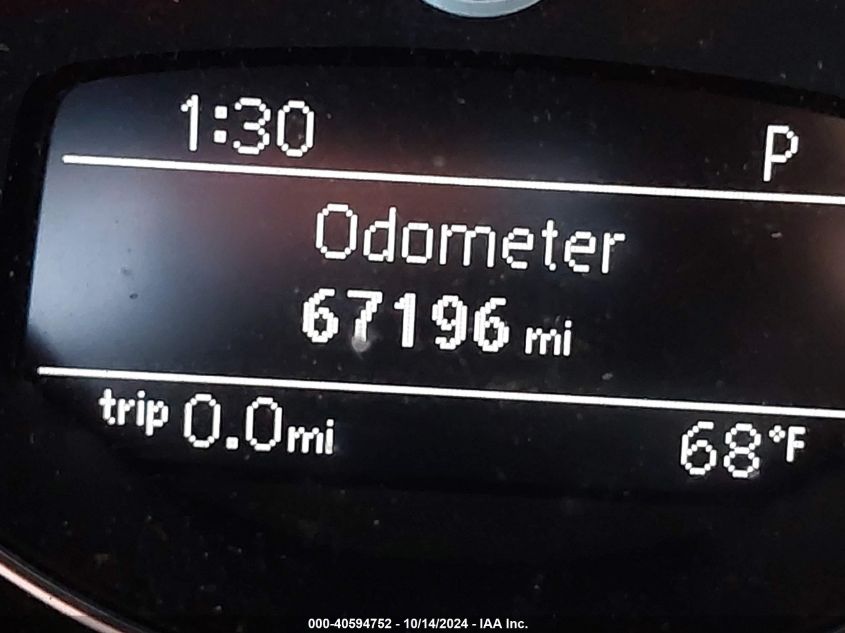 1:30 P
Odometer
67196 mi
trip 0.0mi 68°F
000-40594752 - 10/14/2024 - IAA Inc.